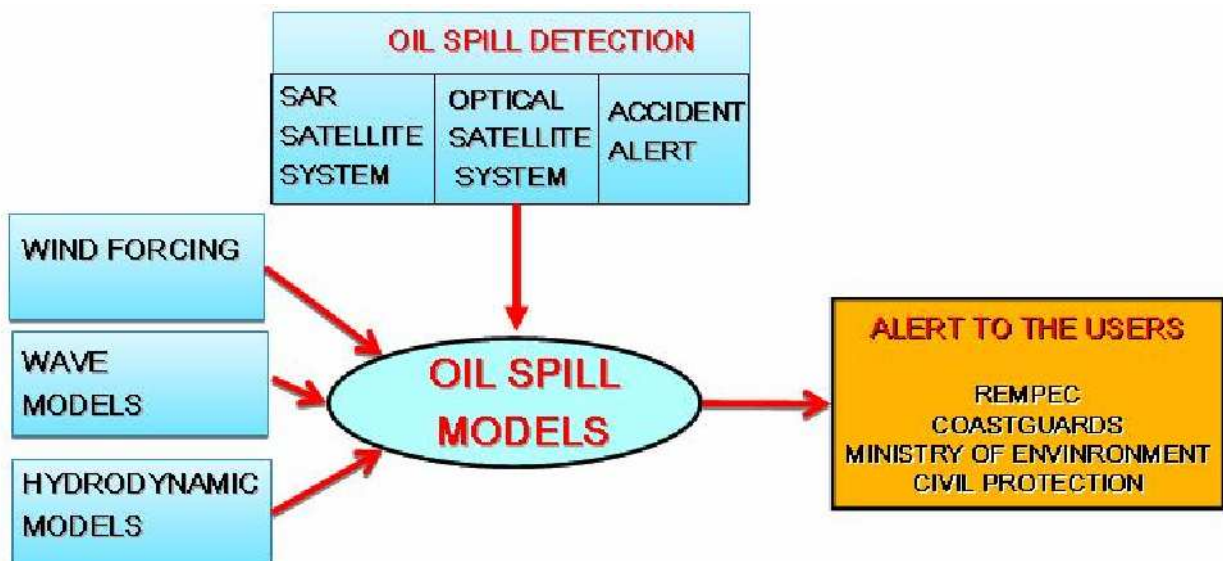 OIL SPILL DETECTION
SAR
SATELLITE
SYSTEM
OPTICAL
SATELLITE
SYSTEM
ACCIDENT
ALERT
WIND FORCING
WAVE
MODELS
HYDRODYNAMIC
MODELS
OIL SPILL
MODELS
ALERT TO THE USERS
REMPEC
COASTGUARDS
MINISTRY OF ENVINRONMENT
CIVIL PROTECTION